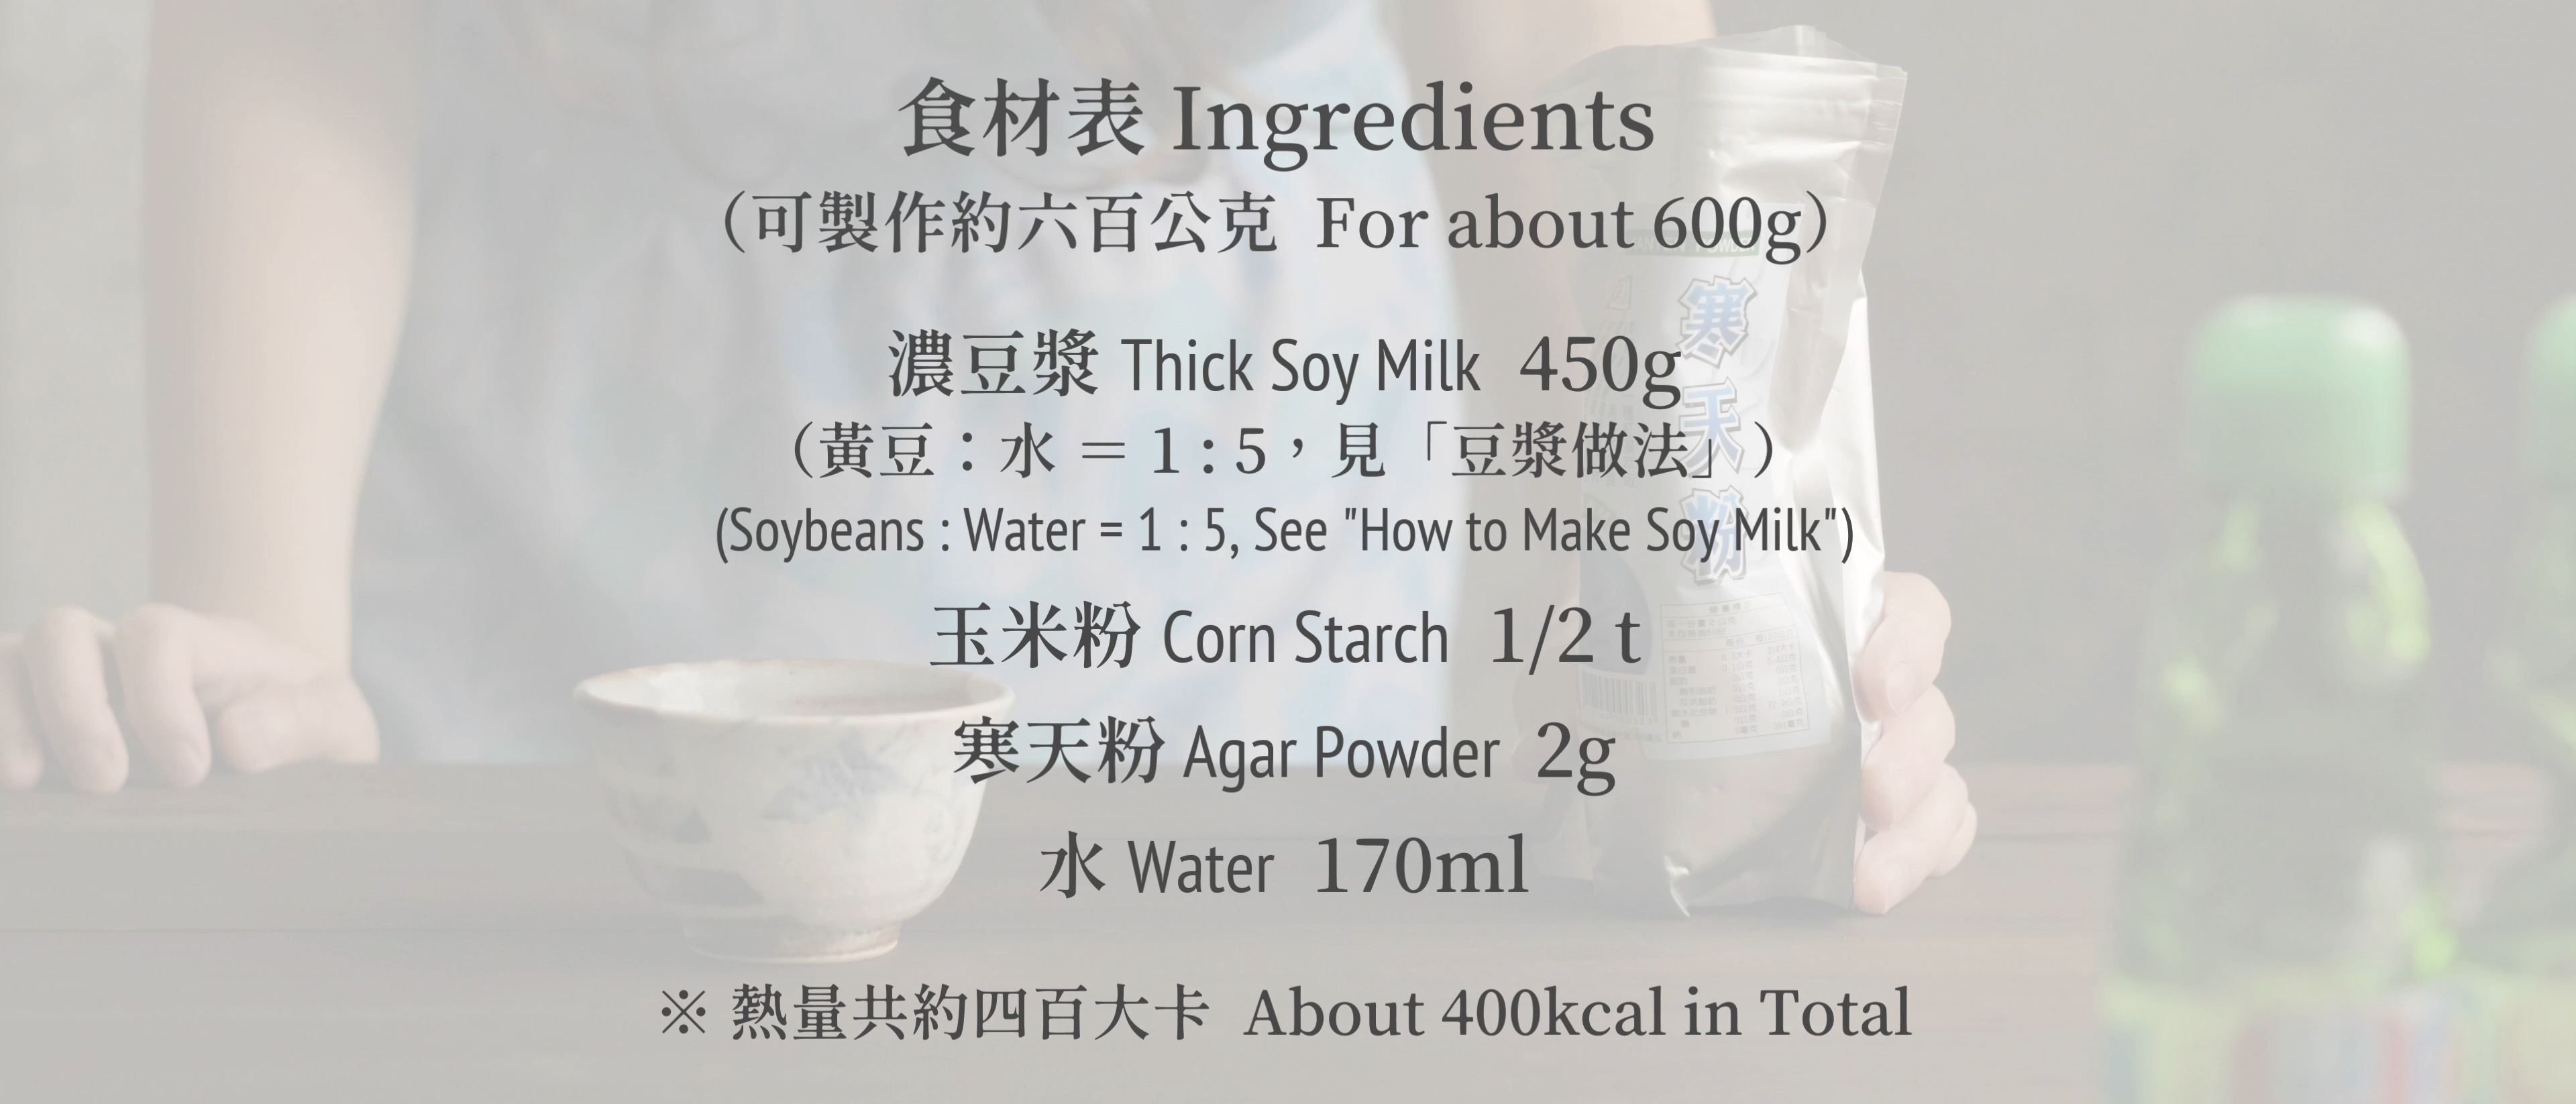 食材表 Ingredients
（可製作約六百公克 For about 600g）
濃豆漿 Thick Soy Milk 450g
（黃豆：水 ＝ 1 : 5，見「豆漿做法」）
(Soybeans : Water = 1 : 5, See "How to Make Soy Milk")
玉米粉 Corn Starch 1/2 t
寒天粉 Agar Powder 2g
水 Water 170ml
※ 熱量共約四百大卡 About 400kcal in Total
寒天粉